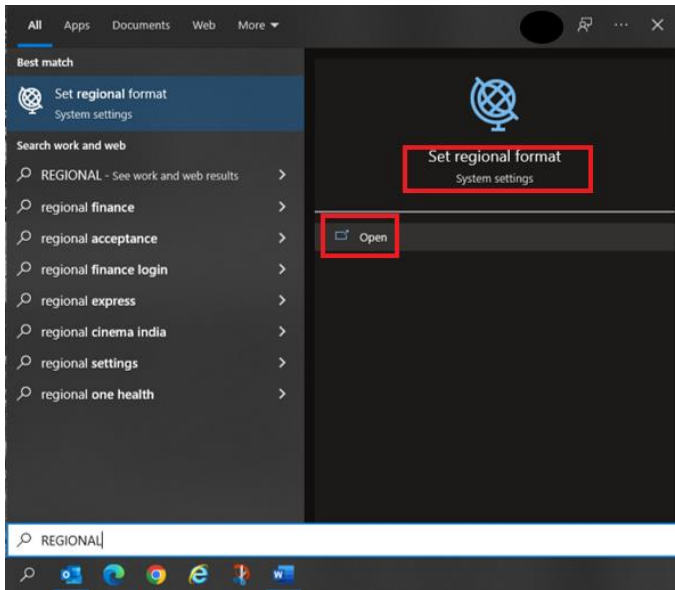 All Apps Documents Web More
Best match
Set regional format
System settings
Search work and web
REGIONAL - See work and web results
regional finance
regional acceptance
regional finance login
regional express
regional cinema india
regional settings
regional one health
Set regional format
System settings
Open
REGIONAL